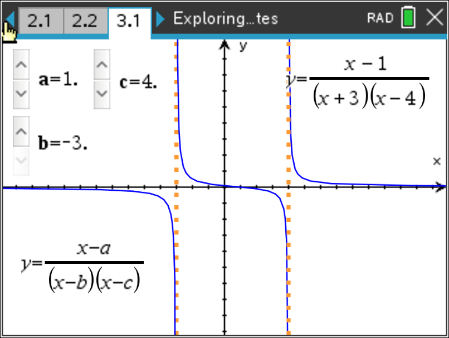 2.1 2.2 3.1 Exploring...tes RAD
y
a=1. c=4. y=(x-1)/((x+3)(x-4))
b=-3.
x
y=(x-a)/((x-b)(x-c))